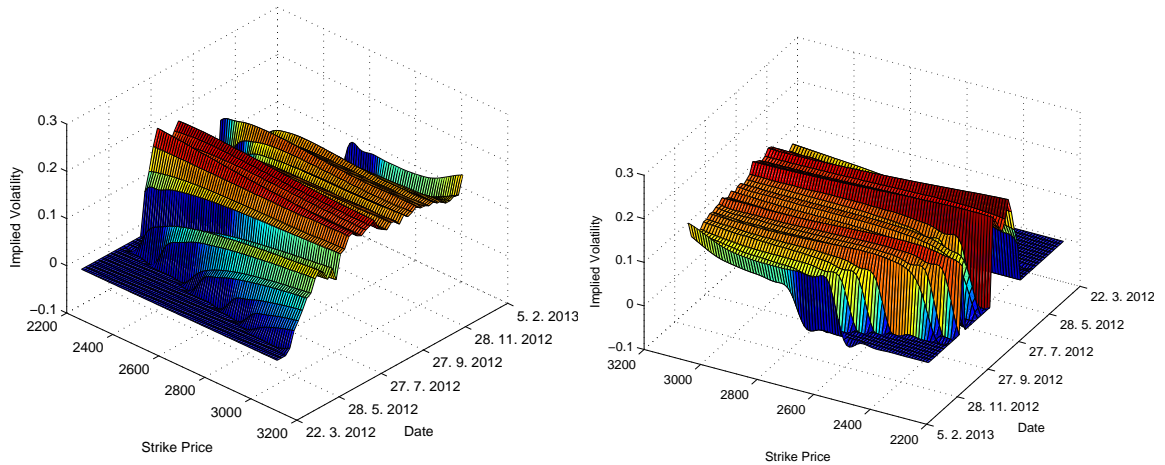 0.3
0.2
0.1
0
−0.1
Implied Volatility
2200
2400
2600
2800
3000
3200
Strike Price
22. 3. 2012
28. 5. 2012
27. 7. 2012
27. 9. 2012
28. 11. 2012
5. 2. 2013
Date
0.3
0.2
0.1
0
−0.1
Implied Volatility
3200
3000
2800
2600
2400
2200
Strike Price
22. 3. 2012
28. 5. 2012
27. 7. 2012
27. 9. 2012
28. 11. 2012
5. 2. 2013
Date